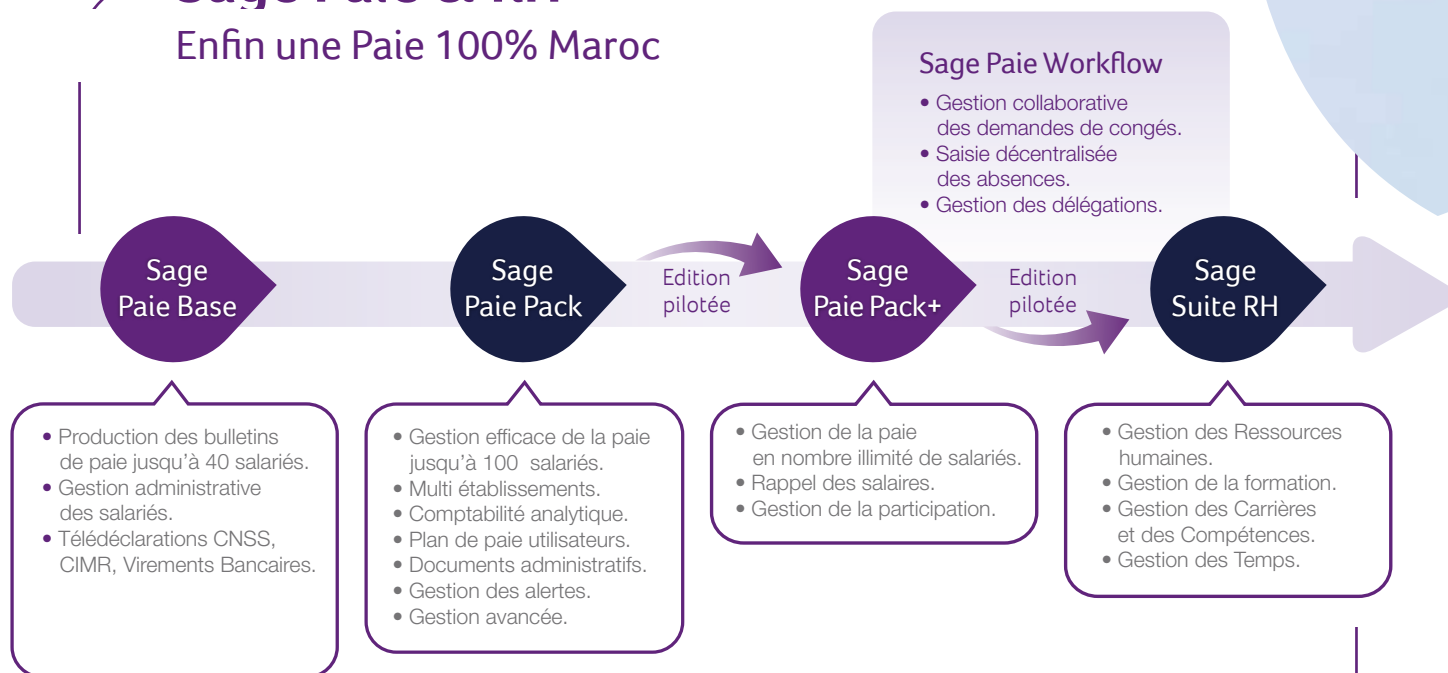 Sage Paie & RH
Enfin une Paie 100% Maroc
Sage Paie Workflow
• Gestion collaborative
des demandes de congés.
• Saisie décentralisée
des absences.
• Gestion des délégations.
Sage
Paie Base
Sage
Paie Pack
Edition
pilotée
Sage
Paie Pack+
Edition
pilotée
Sage
Suite RH
• Production des bulletins
de paie jusqu'à 40 salariés.
• Gestion administrative
des salariés.
• Télédéclarations CNSS,
CIMR, Virements Bancaires.
• Gestion efficace de la paie
jusqu'à 100 salariés.
• Multi établissements.
• Comptabilité analytique.
• Plan de paie utilisateurs.
• Documents administratifs.
• Gestion des alertes.
• Gestion avancée.
• Gestion de la paie
en nombre illimité de salariés.
• Rappel des salaires.
• Gestion de la participation.
• Gestion des Ressources
humaines.
• Gestion de la formation.
• Gestion des Carrières
et des Compétences.
• Gestion des Temps.